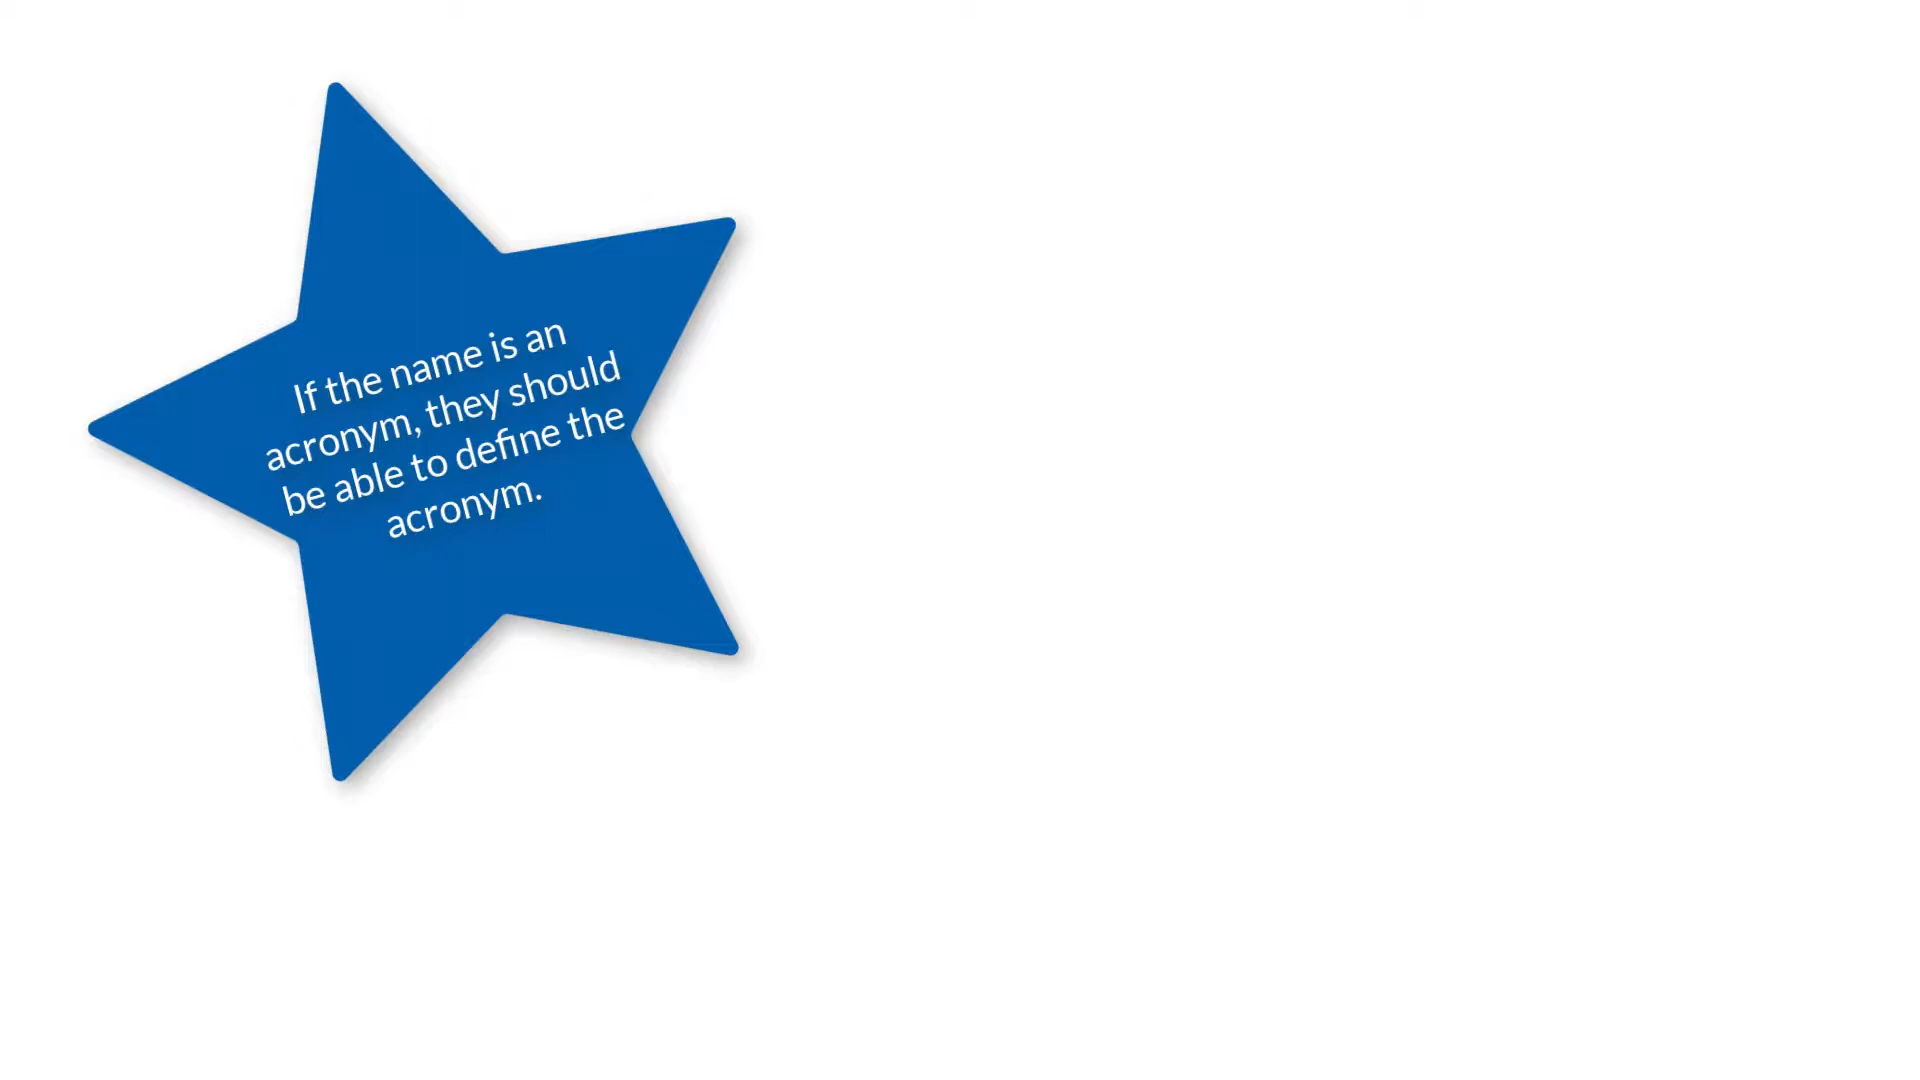 If the name is an
acronym, they should
be able to define the
acronym.